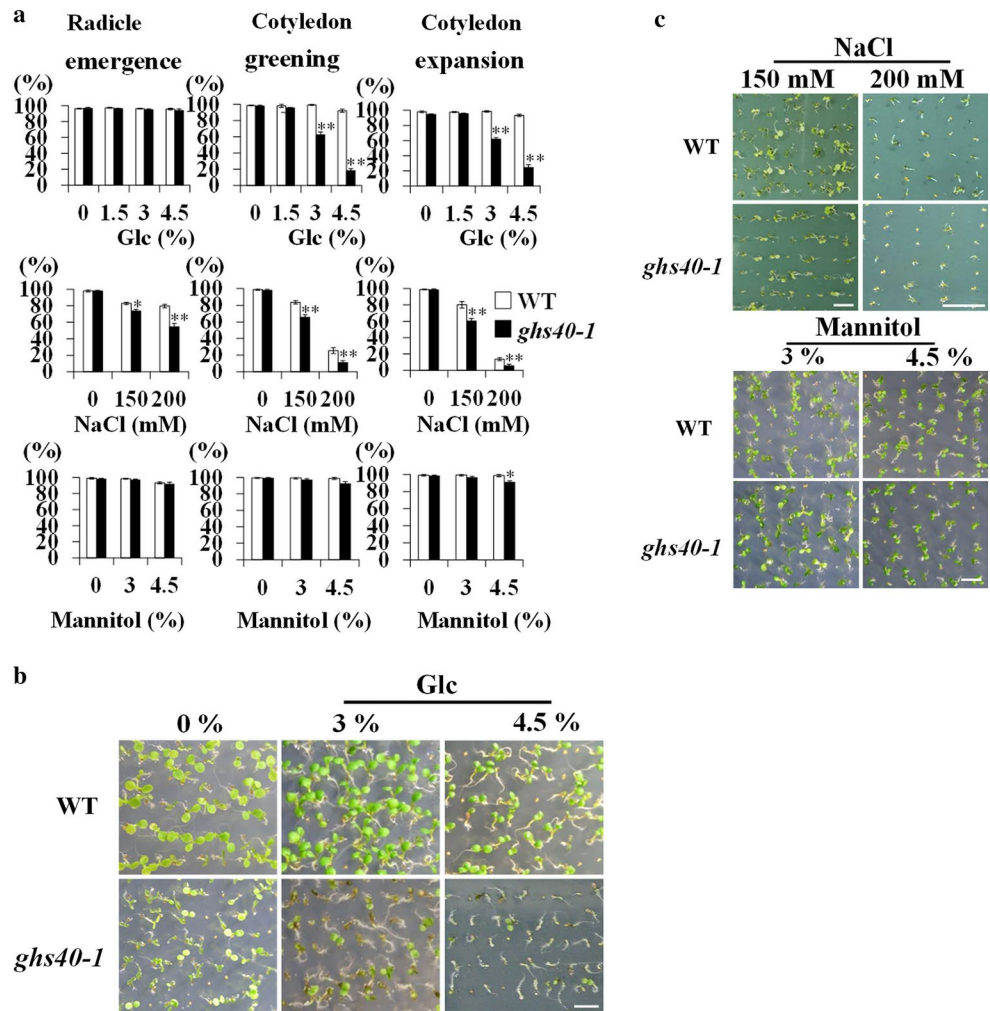 a
Radicle emergence
Cotyledon greening
Cotyledon expansion
(%)
100
80
60
40
20
0
0 1.5 3 4.5
Glc (%)
(%)
100
80
60
40
20
0
** **
0 1.5 3 4.5
Glc (%)
(%)
100
80
60
40
20
0
** **
0 1.5 3 4.5
Glc (%)
(%)
100
80
60
40
20
0
* **
0 150 200
NaCl (mM)
(%)
100
80
60
40
20
0
** **
0 150 200
NaCl (mM)
(%)
100
80
60
40
20
0
** **
0 150 200
NaCl (mM)
WT
ghs40-1
100
80
60
40
20
0
0 3 4.5
Mannitol (%)
100
80
60
40
20
0
0 3 4.5
Mannitol (%)
100
80
60
40
20
0
*
0 3 4.5
Mannitol (%)
b
Glc
0 % 3 % 4.5 %
WT
ghs40-1
c
NaCl
150 mM 200 mM
WT
ghs40-1
Mannitol
3 % 4.5 %
WT
ghs40-1